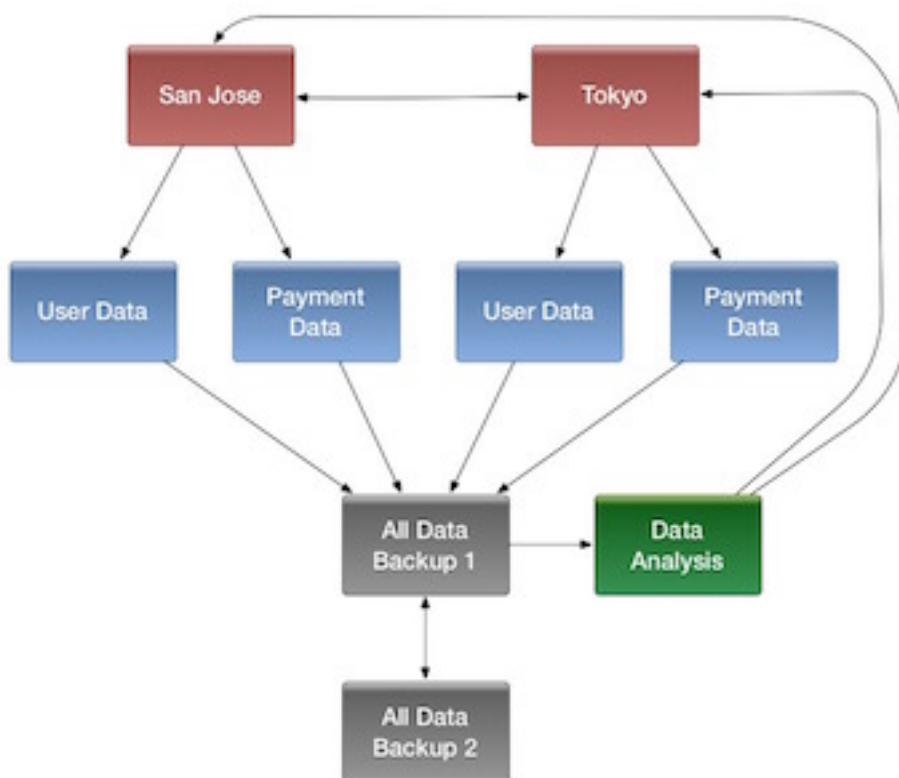 San Jose
Tokyo
User Data
Payment
Data
User Data
Payment
Data
All Data
Backup 1
Data
Analysis
All Data
Backup 2